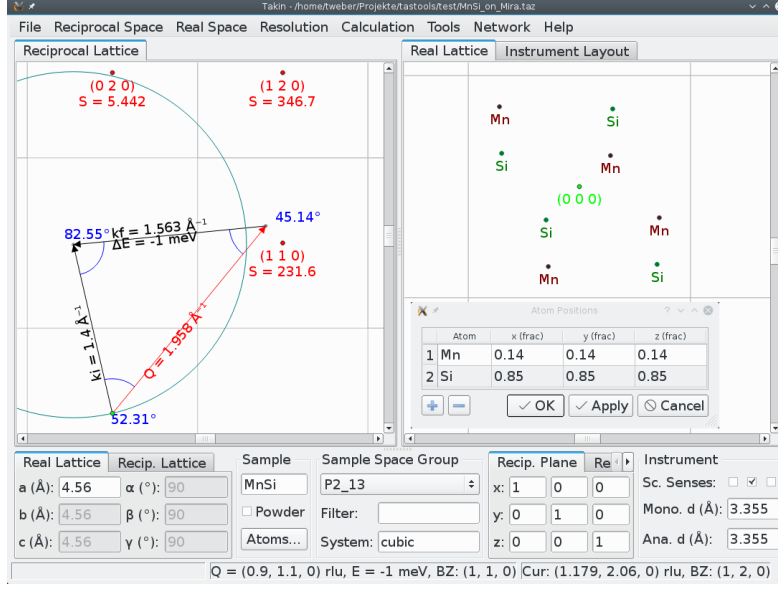 Takin - /home/tweber/Projekte/tastools/test/MnSi_on_Mira.taz
File Reciprocal Space Real Space Resolution Calculation Tools Network Help
Reciprocal Lattice
Real Lattice Instrument Layout
(0 2 0)
S = 5.442
(1 2 0)
S = 346.7
45.14°
82.55°
kf = 1.563 Å⁻¹
ΔE = -1 meV
(1 1 0)
S = 231.6
ki = 1.4 Å⁻¹
Q = 1.958 Å⁻¹
52.31°
Mn
Si
Si
Mn
(0 0 0)
Si
Mn
Mn
Si
Atom Positions
Atom x (frac) y (frac) z (frac)
1 Mn 0.14 0.14 0.14
2 Si 0.85 0.85 0.85
OK Apply Cancel
Real Lattice Recip. Lattice
a (Å): 4.56 α (°): 90
b (Å): 4.56 β (°): 90
c (Å): 4.56 γ (°): 90
Sample
MnSi
Powder
Atoms...
Sample Space Group
P2_13
Filter:
System: cubic
Recip. Plane Re
x: 1 0 0
y: 0 1 0
z: 0 0 1
Instrument
Sc. Senses:
Mono. d (Å): 3.355
Ana. d (Å): 3.355
Q = (0.9, 1.1, 0) rlu, E = -1 meV, BZ: (1, 1, 0) Cur: (1.179, 2.06, 0) rlu, BZ: (1, 2, 0)